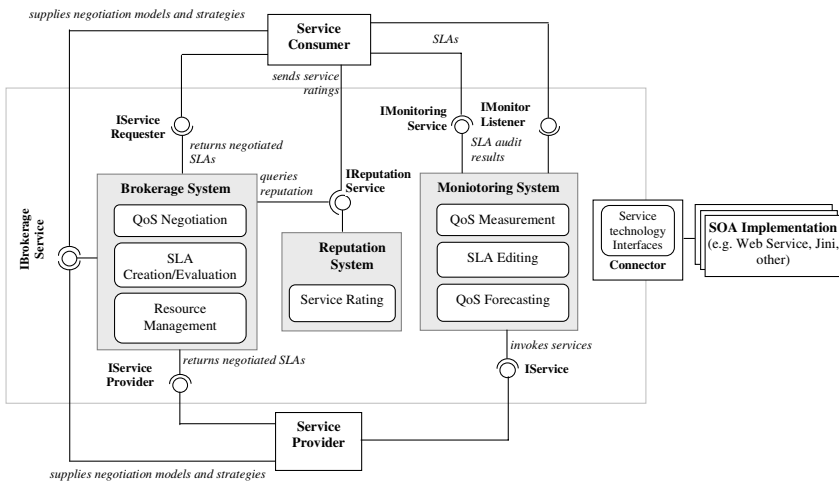 supplies negotiation models and strategies
Service
Consumer
SLAs
sends service
ratings
IService
Requester
IMonitoring
Service
IMonitor
Listener
returns negotiated
SLAs
SLA audit
results
queries
reputation
IReputation
Service
Brokerage System
QoS Negotiation
SLA
Creation/Evaluation
Resource
Management
Reputation
System
Service Rating
Moniotoring System
QoS Measurement
SLA Editing
QoS Forecasting
IBrokerage
Service
Service
technology
Interfaces
Connector
SOA Implementation
(e.g. Web Service, Jini,
other)
returns negotiated SLAs
invokes services
IService
Provider
IService
Service
Provider
supplies negotiation models and strategies